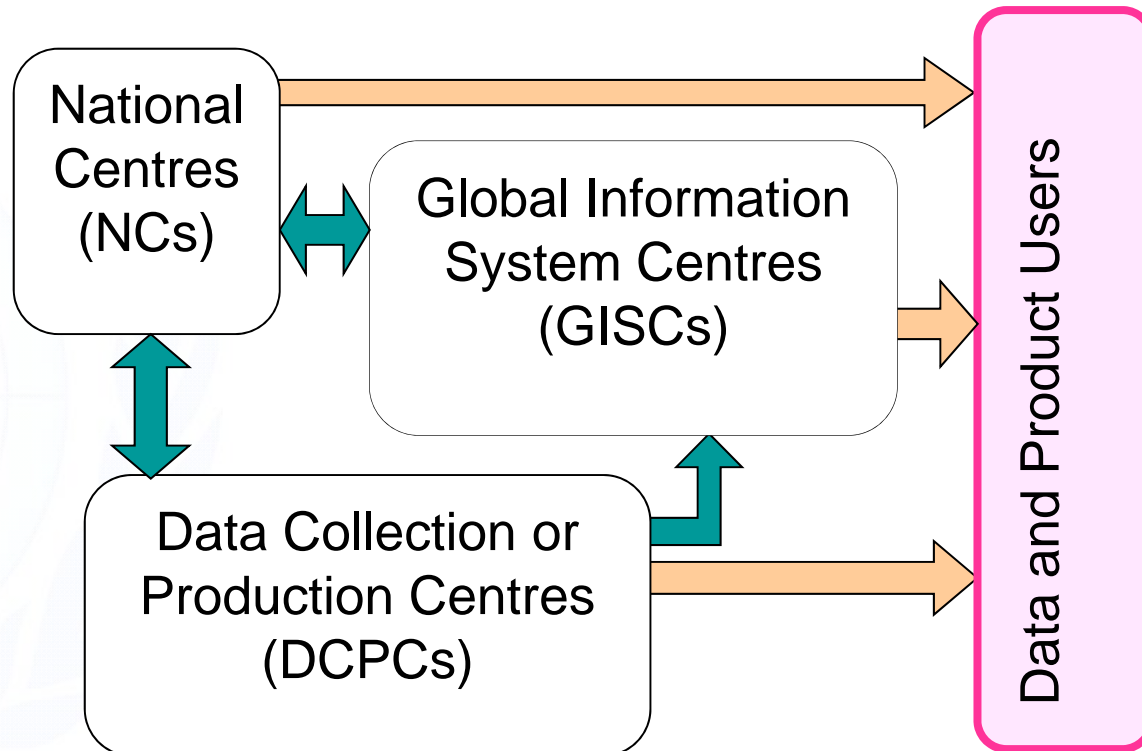 National
Centres
(NCs)
Global Information
System Centres
(GISCs)
Data Collection or
Production Centres
(DCPCs)
Data and Product Users